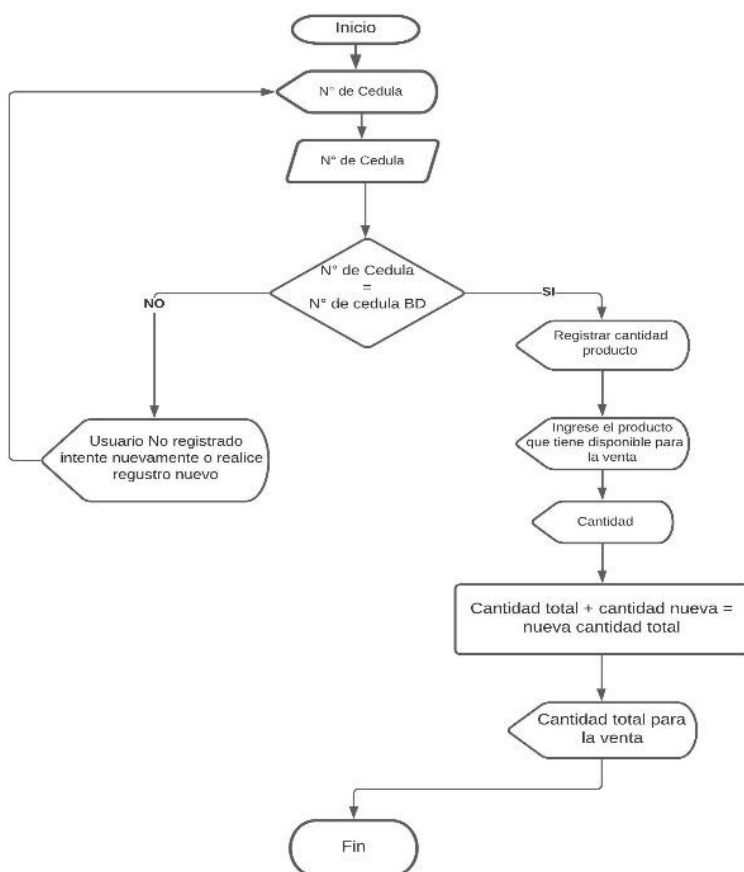 Inicio
N° de Cedula
N° de Cedula
N° de Cedula
=
N° de cedula BD
NO
SI
Registrar cantidad
producto
Usuario No registrado
intente nuevamente o realice
regustro nuevo
Ingrese el producto
que tiene disponible para
la venta
Cantidad
Cantidad total + cantidad nueva =
nueva cantidad total
Cantidad total para
la venta
Fin